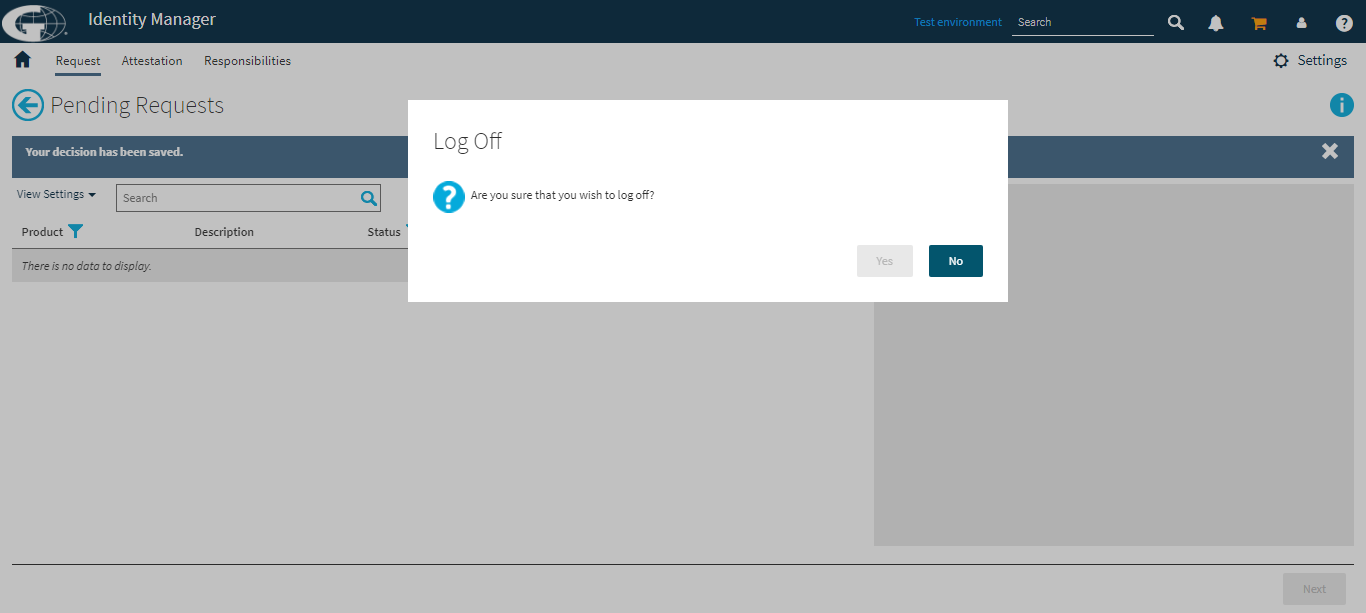 Identity Manager
Test environment
Search
Request
Attestation
Responsibilities
Settings
Pending Requests
Your decision has been saved.
View Settings
Search
Product
Description
Status
There is no data to display.
Log Off
Are you sure that you wish to log off?
Yes
No
Next